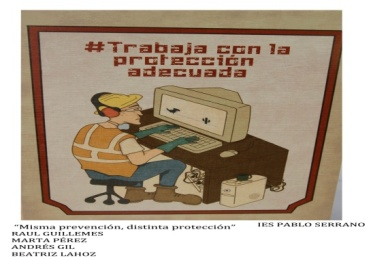 #Trabaja con la
protección
adecuada
"Misma prevención, distinta protección"
IES PABLO SERRANO
RAUL GUILLEMES
MARTA PÉREZ
ANDRÉS GIL
BEATRIZ LAHOZ